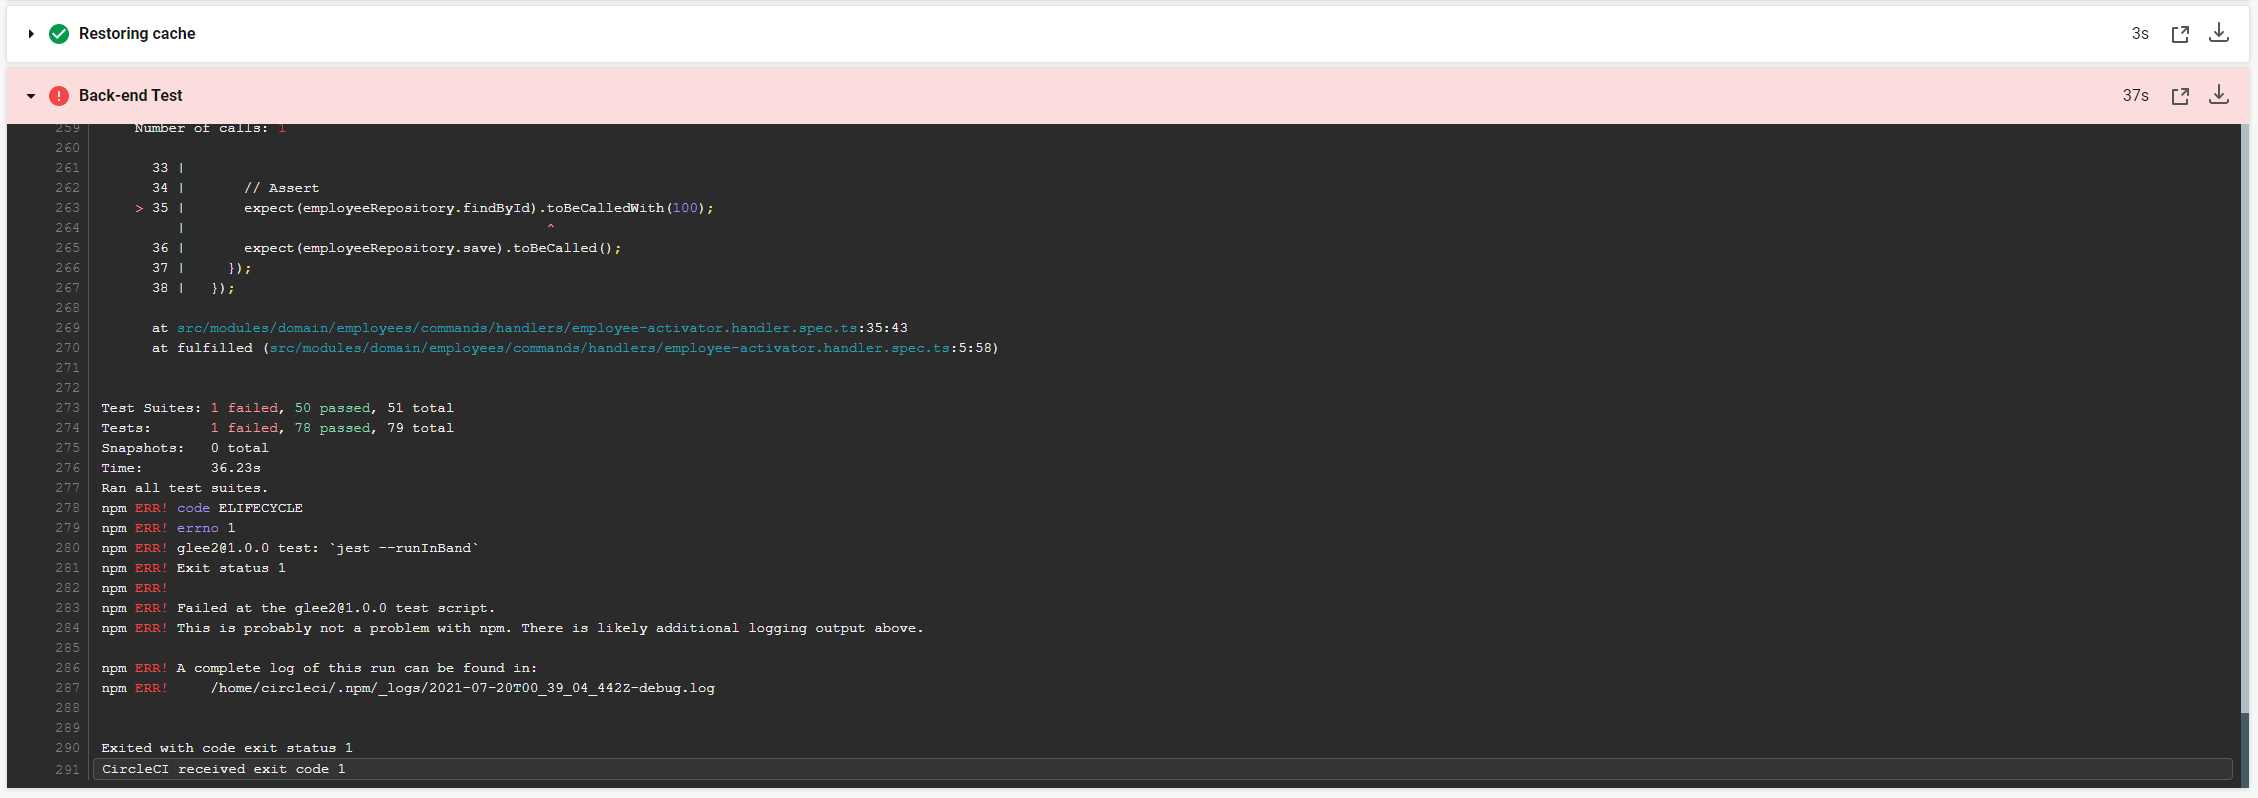 Restoring cache 3s
Back-end Test 37s
259 Number of calls: 1
260
261 33 |
262 34 | // Assert
263 > 35 | expect(employeeRepository.findById).toBeCalledWith(100);
264 | ^
265 36 | expect(employeeRepository.save).toBeCalled();
266 37 | });
267 38 | });
268
269 at src/modules/domain/employees/commands/handlers/employee-activator.handler.spec.ts:35:43
270 at fulfilled (src/modules/domain/employees/commands/handlers/employee-activator.handler.spec.ts:5:58)
271
272
273 Test Suites: 1 failed, 50 passed, 51 total
274 Tests: 1 failed, 78 passed, 79 total
275 Snapshots: 0 total
276 Time: 36.23s
277 Ran all test suites.
278 npm ERR! code ELIFECYCLE
279 npm ERR! errno 1
280 npm ERR! glee2@1.0.0 test: `jest --runInBand`
281 npm ERR! Exit status 1
282 npm ERR!
283 npm ERR! Failed at the glee2@1.0.0 test script.
284 npm ERR! This is probably not a problem with npm. There is likely additional logging output above.
285
286 npm ERR! A complete log of this run can be found in:
287 npm ERR! /home/circleci/.npm/_logs/2021-07-20T00_39_04_442Z-debug.log
288
289
290 Exited with code exit status 1
291 CircleCI received exit code 1